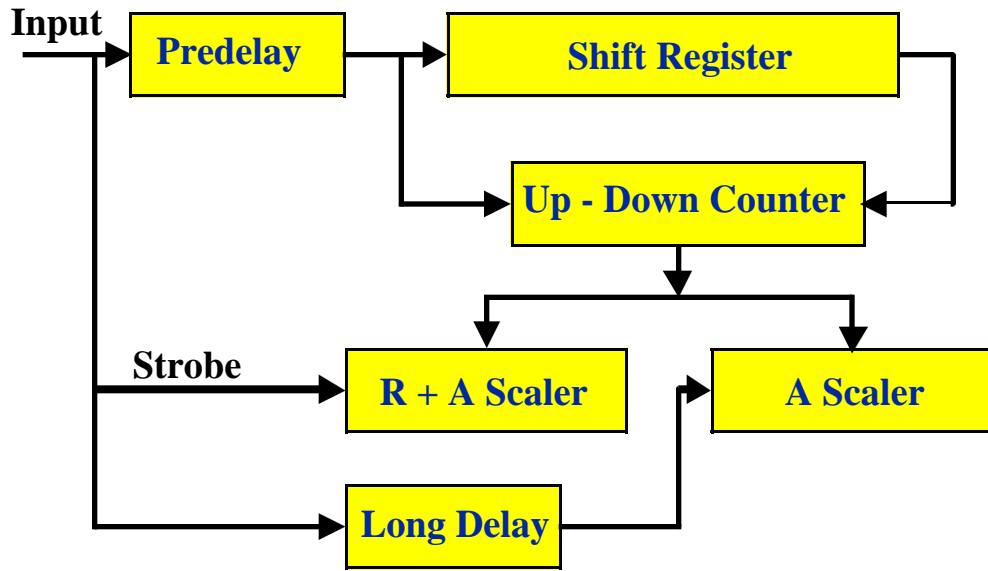 Input
Predelay
Shift Register
Up - Down Counter
Strobe
R + A Scaler
A Scaler
Long Delay